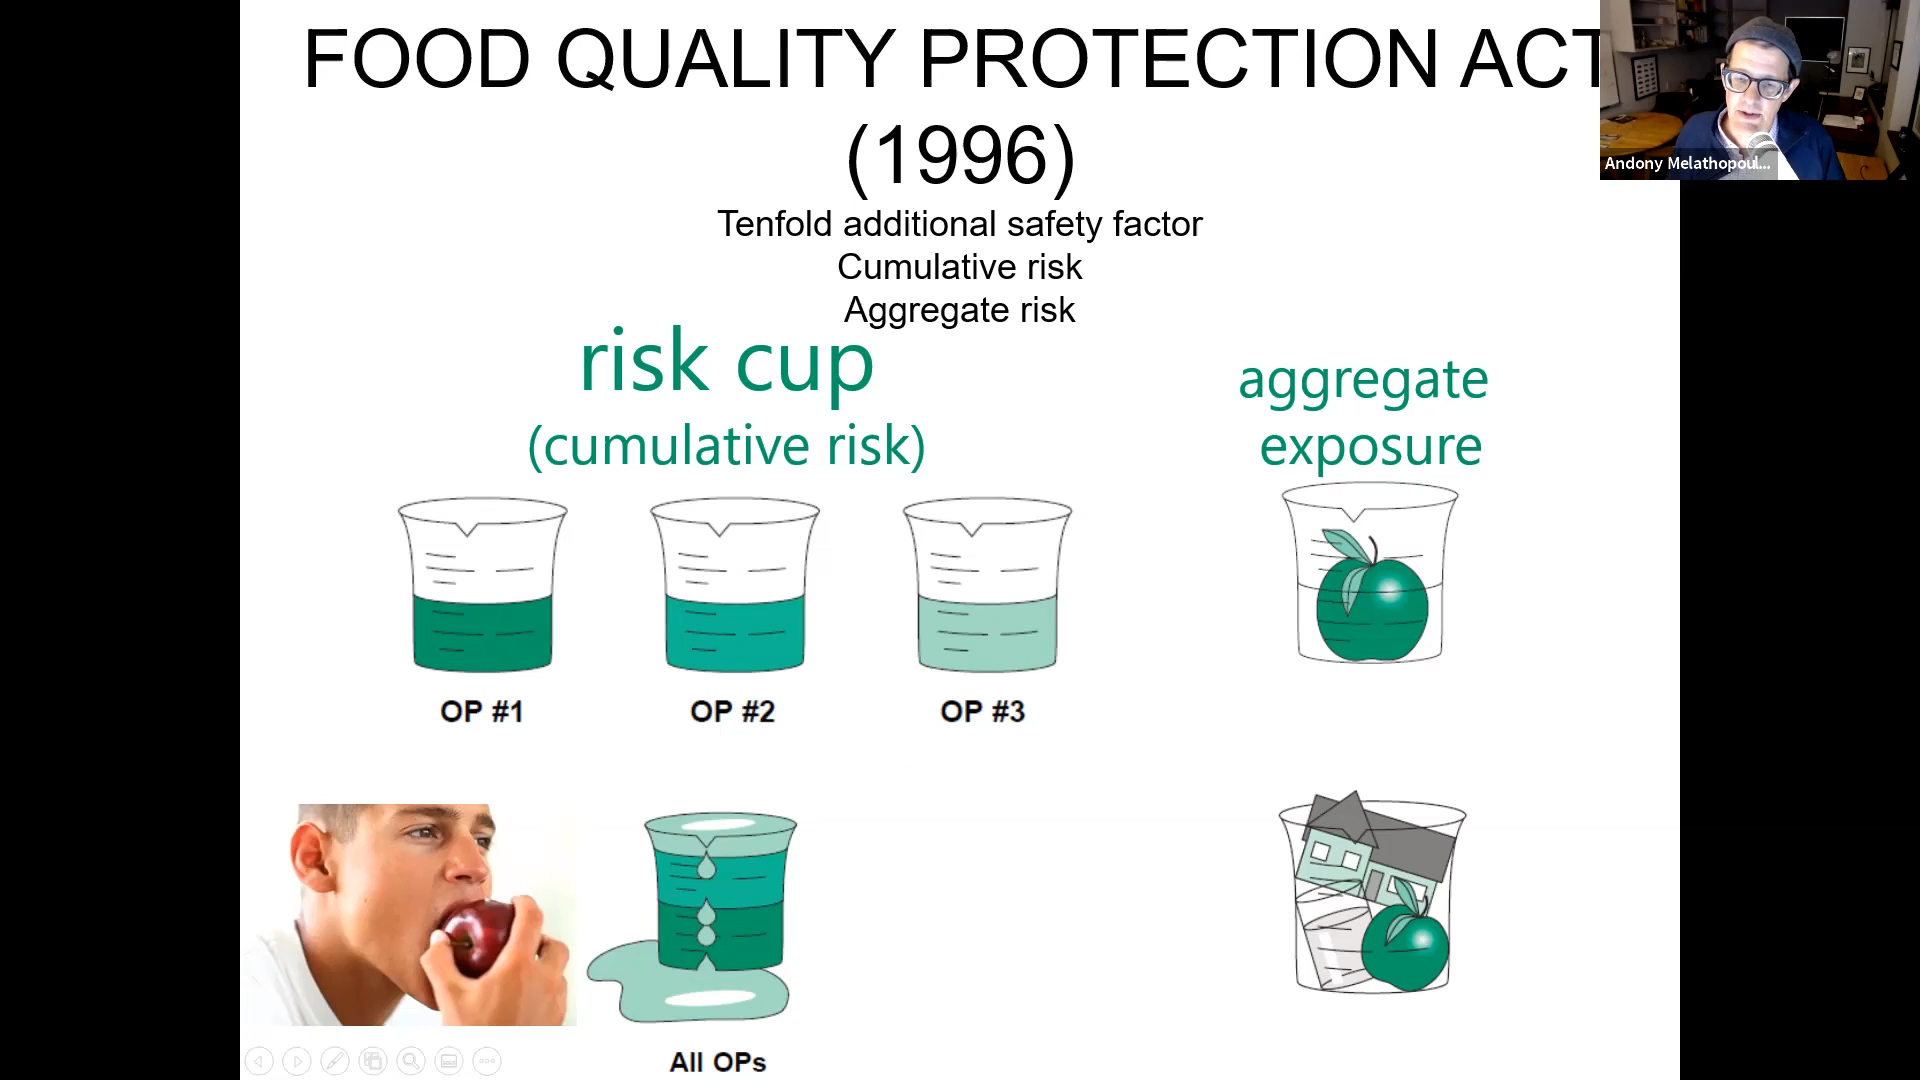 FOOD QUALITY PROTECTION ACT
(1996)
Tenfold additional safety factor
Cumulative risk
Aggregate risk
risk cup
(cumulative risk)
aggregate
exposure
OP #1
OP #2
OP #3
All OPs
Andony Melathopoul...